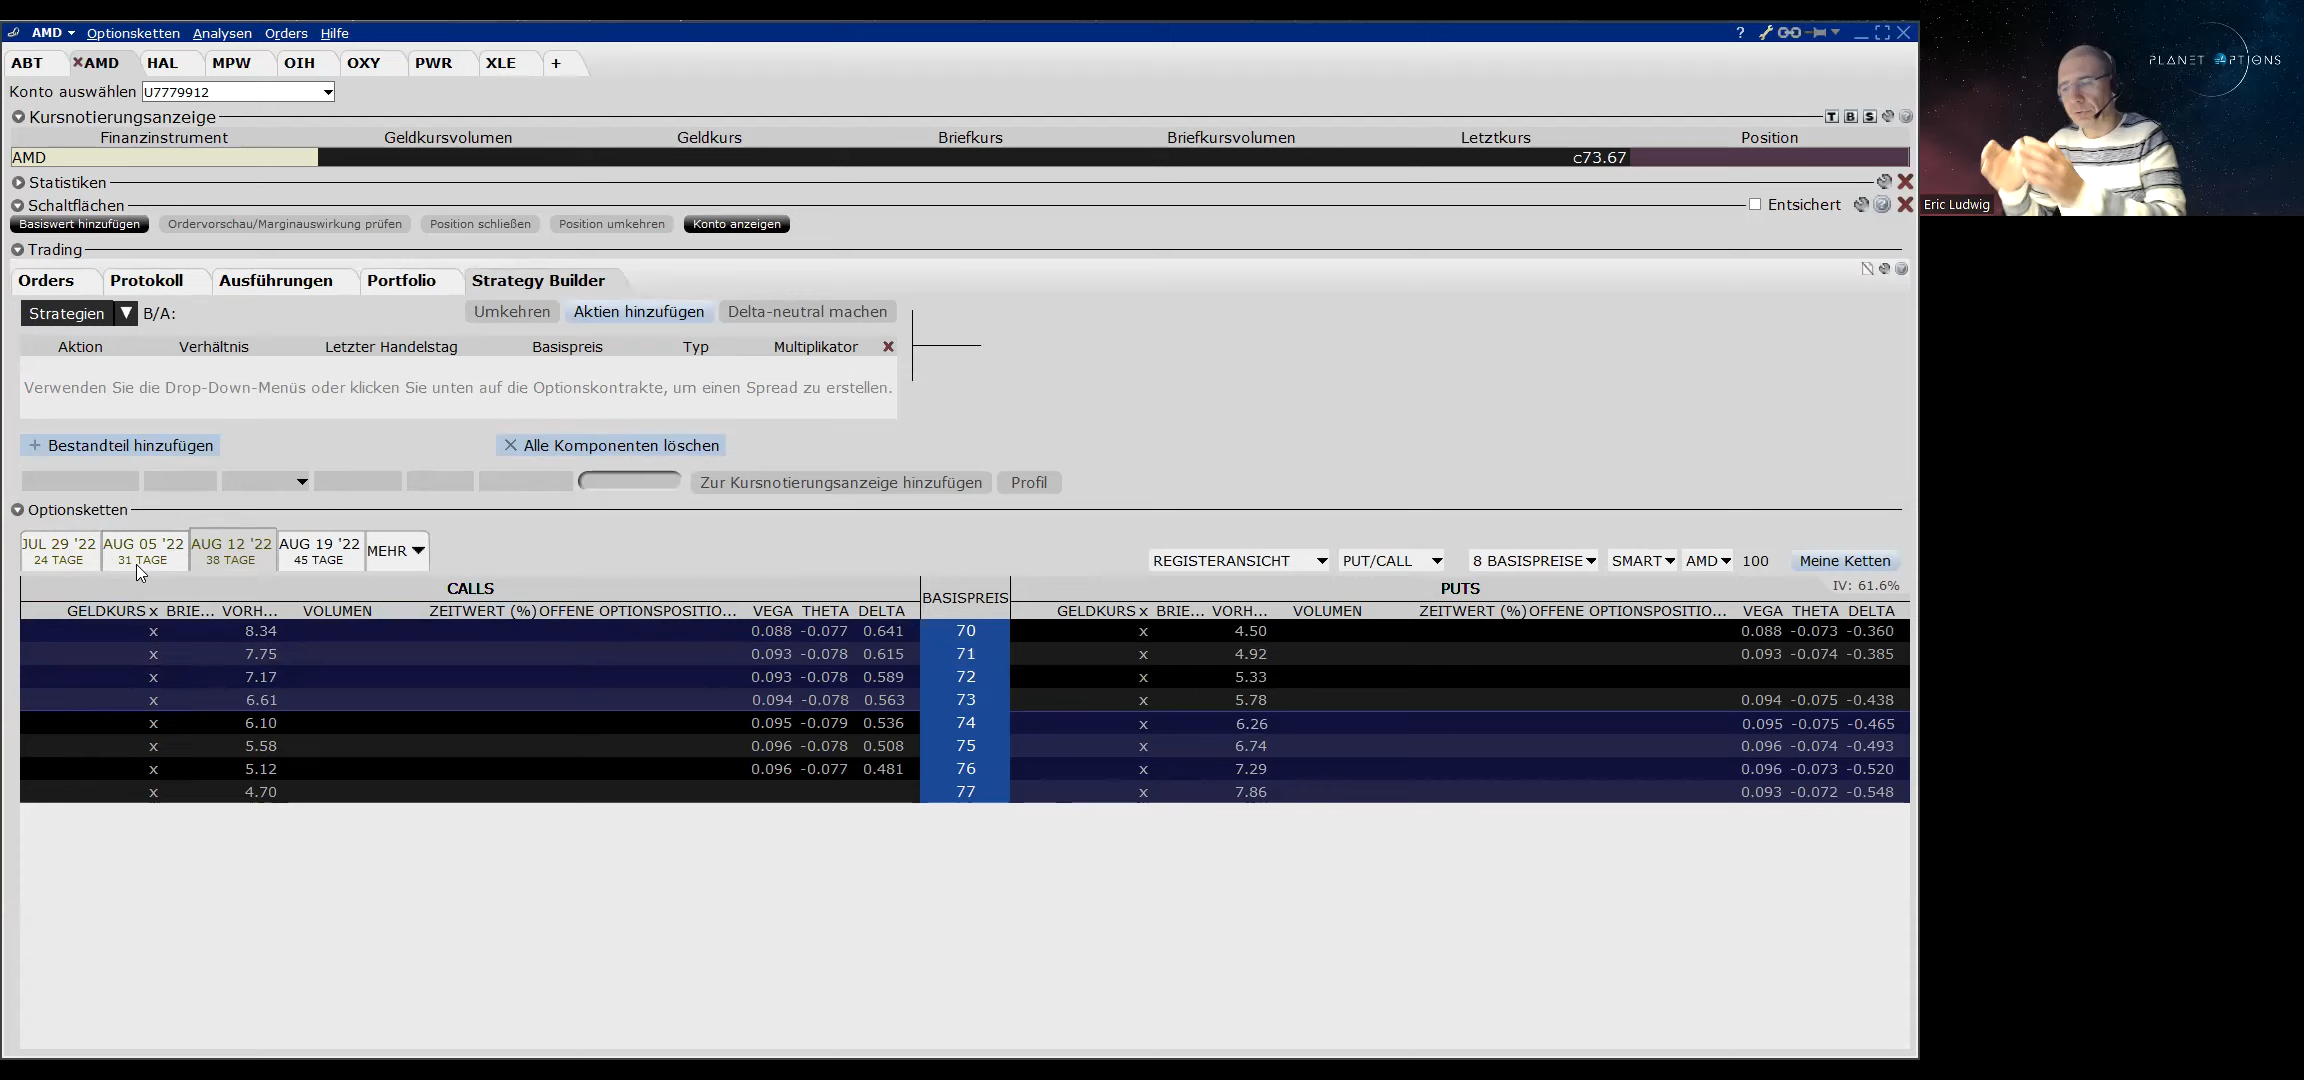 AMD Optionsketten Analysen Orders Hilfe ?
ABT AMD HAL MPW OIH OXY PWR XLE +
Konto auswählen U7779912
Kursnotierungsanzeige T B S
Finanzinstrument Geldkursvolumen Geldkurs Briefkurs Briefkursvolumen Letztkurs Position
AMD c73.67
Statistiken
Schaltflächen Entsichert
Basiswert hinzufügen Ordervorschau/Marginauswirkung prüfen Position schließen Position umkehren Konto anzeigen
Trading
Orders Protokoll Ausführungen Portfolio Strategy Builder
Strategien B/A: Umkehren Aktien hinzufügen Delta-neutral machen
Aktion Verhältnis Letzter Handelstag Basispreis Typ Multiplikator
Verwenden Sie die Drop-Down-Menüs oder klicken Sie unten auf die Optionskontrakte, um einen Spread zu erstellen.
+ Bestandteil hinzufügen X Alle Komponenten löschen
Zur Kursnotierungsanzeige hinzufügen Profil
Optionsketten
JUL 29 '22 AUG 05 '22 AUG 12 '22 AUG 19 '22 MEHR
24 TAGE 31 TAGE 38 TAGE 45 TAGE
REGISTERANSICHT PUT/CALL 8 BASISPREISE SMART AMD 100 Meine Ketten
CALLS BASISPREIS PUTS IV: 61.6%
GELDKURS x BRIE... VORH... VOLUMEN ZEITWERT (%) OFFENE OPTIONSPOSITIO... VEGA THETA DELTA GELDKURS x BRIE... VORH... VOLUMEN ZEITWERT (%) OFFENE OPTIONSPOSITIO... VEGA THETA DELTA
x 8.34 0.088 -0.077 0.641 70 x 4.50 0.088 -0.073 -0.360
x 7.75 0.093 -0.078 0.615 71 x 4.92 0.093 -0.074 -0.385
x 7.17 0.093 -0.078 0.589 72 x 5.33
x 6.61 0.094 -0.078 0.563 73 x 5.78 0.094 -0.075 -0.438
x 6.10 0.095 -0.079 0.536 74 x 6.26 0.095 -0.075 -0.465
x 5.58 0.096 -0.078 0.508 75 x 6.74 0.096 -0.074 -0.493
x 5.12 0.096 -0.077 0.481 76 x 7.29 0.096 -0.073 -0.520
x 4.70 77 x 7.86 0.093 -0.072 -0.548
PLANET OPTIONS
Eric Ludwig